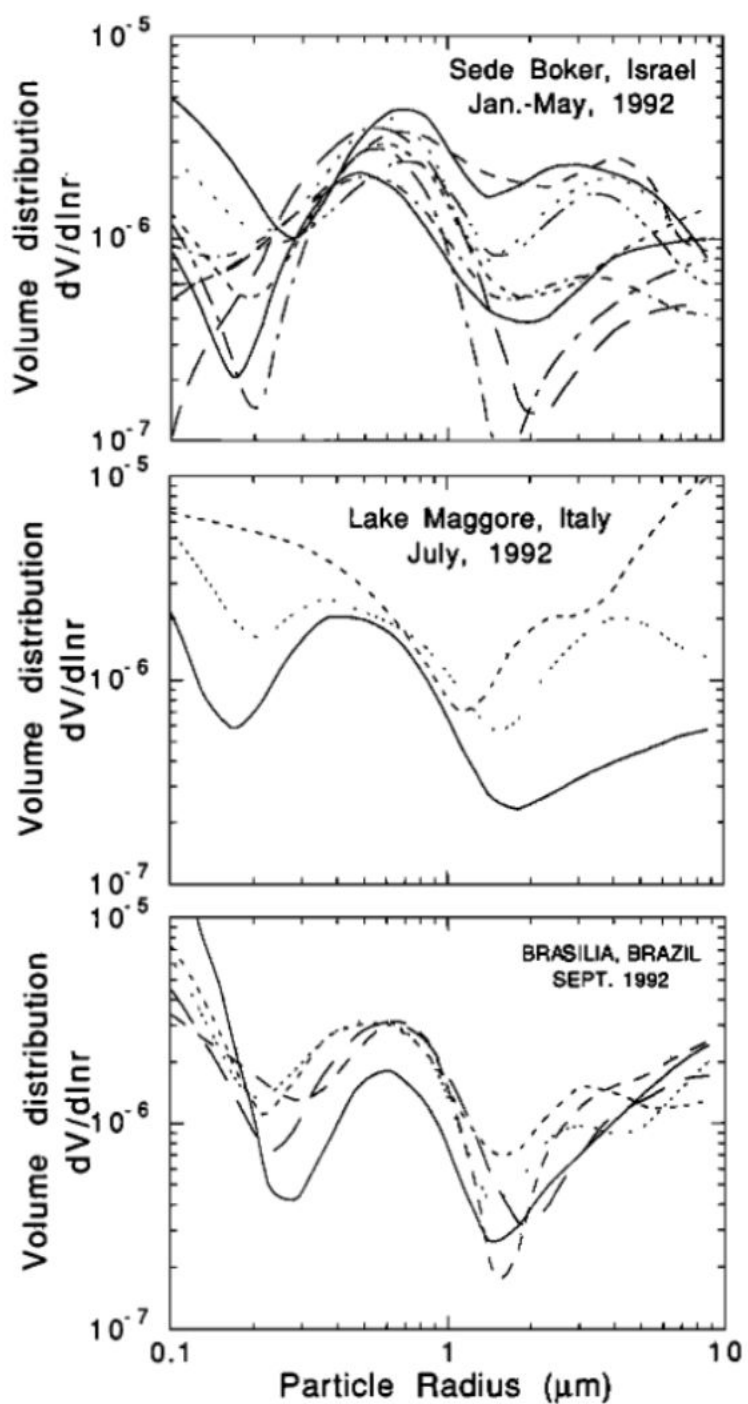 Sede Boker, Israel
Jan.-May, 1992
Volume distribution
dV/dlnr
10-5
10-6
10-7
Lake Maggore, Italy
July, 1992
Volume distribution
dV/dlnr
10-5
10-6
10-7
BRASILIA, BRAZIL
SEPT. 1992
Volume distribution
dV/dlnr
10-5
10-6
10-7
0.1
1
10
Particle Radius (μm)